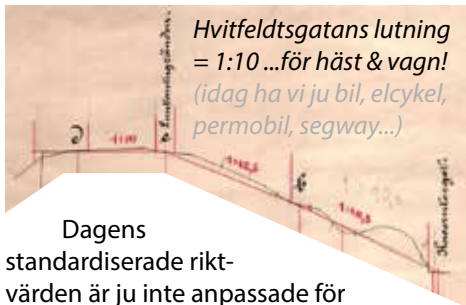 Hvitfeldtsgatans lutning
= 1:10 ...för häst & vagn!
(idag ha vi ju bil, elcykel,
permobil, segway...)
Kaserntorget.
Dagens
standardiserade rikt-
värden är ju inte anpassade för